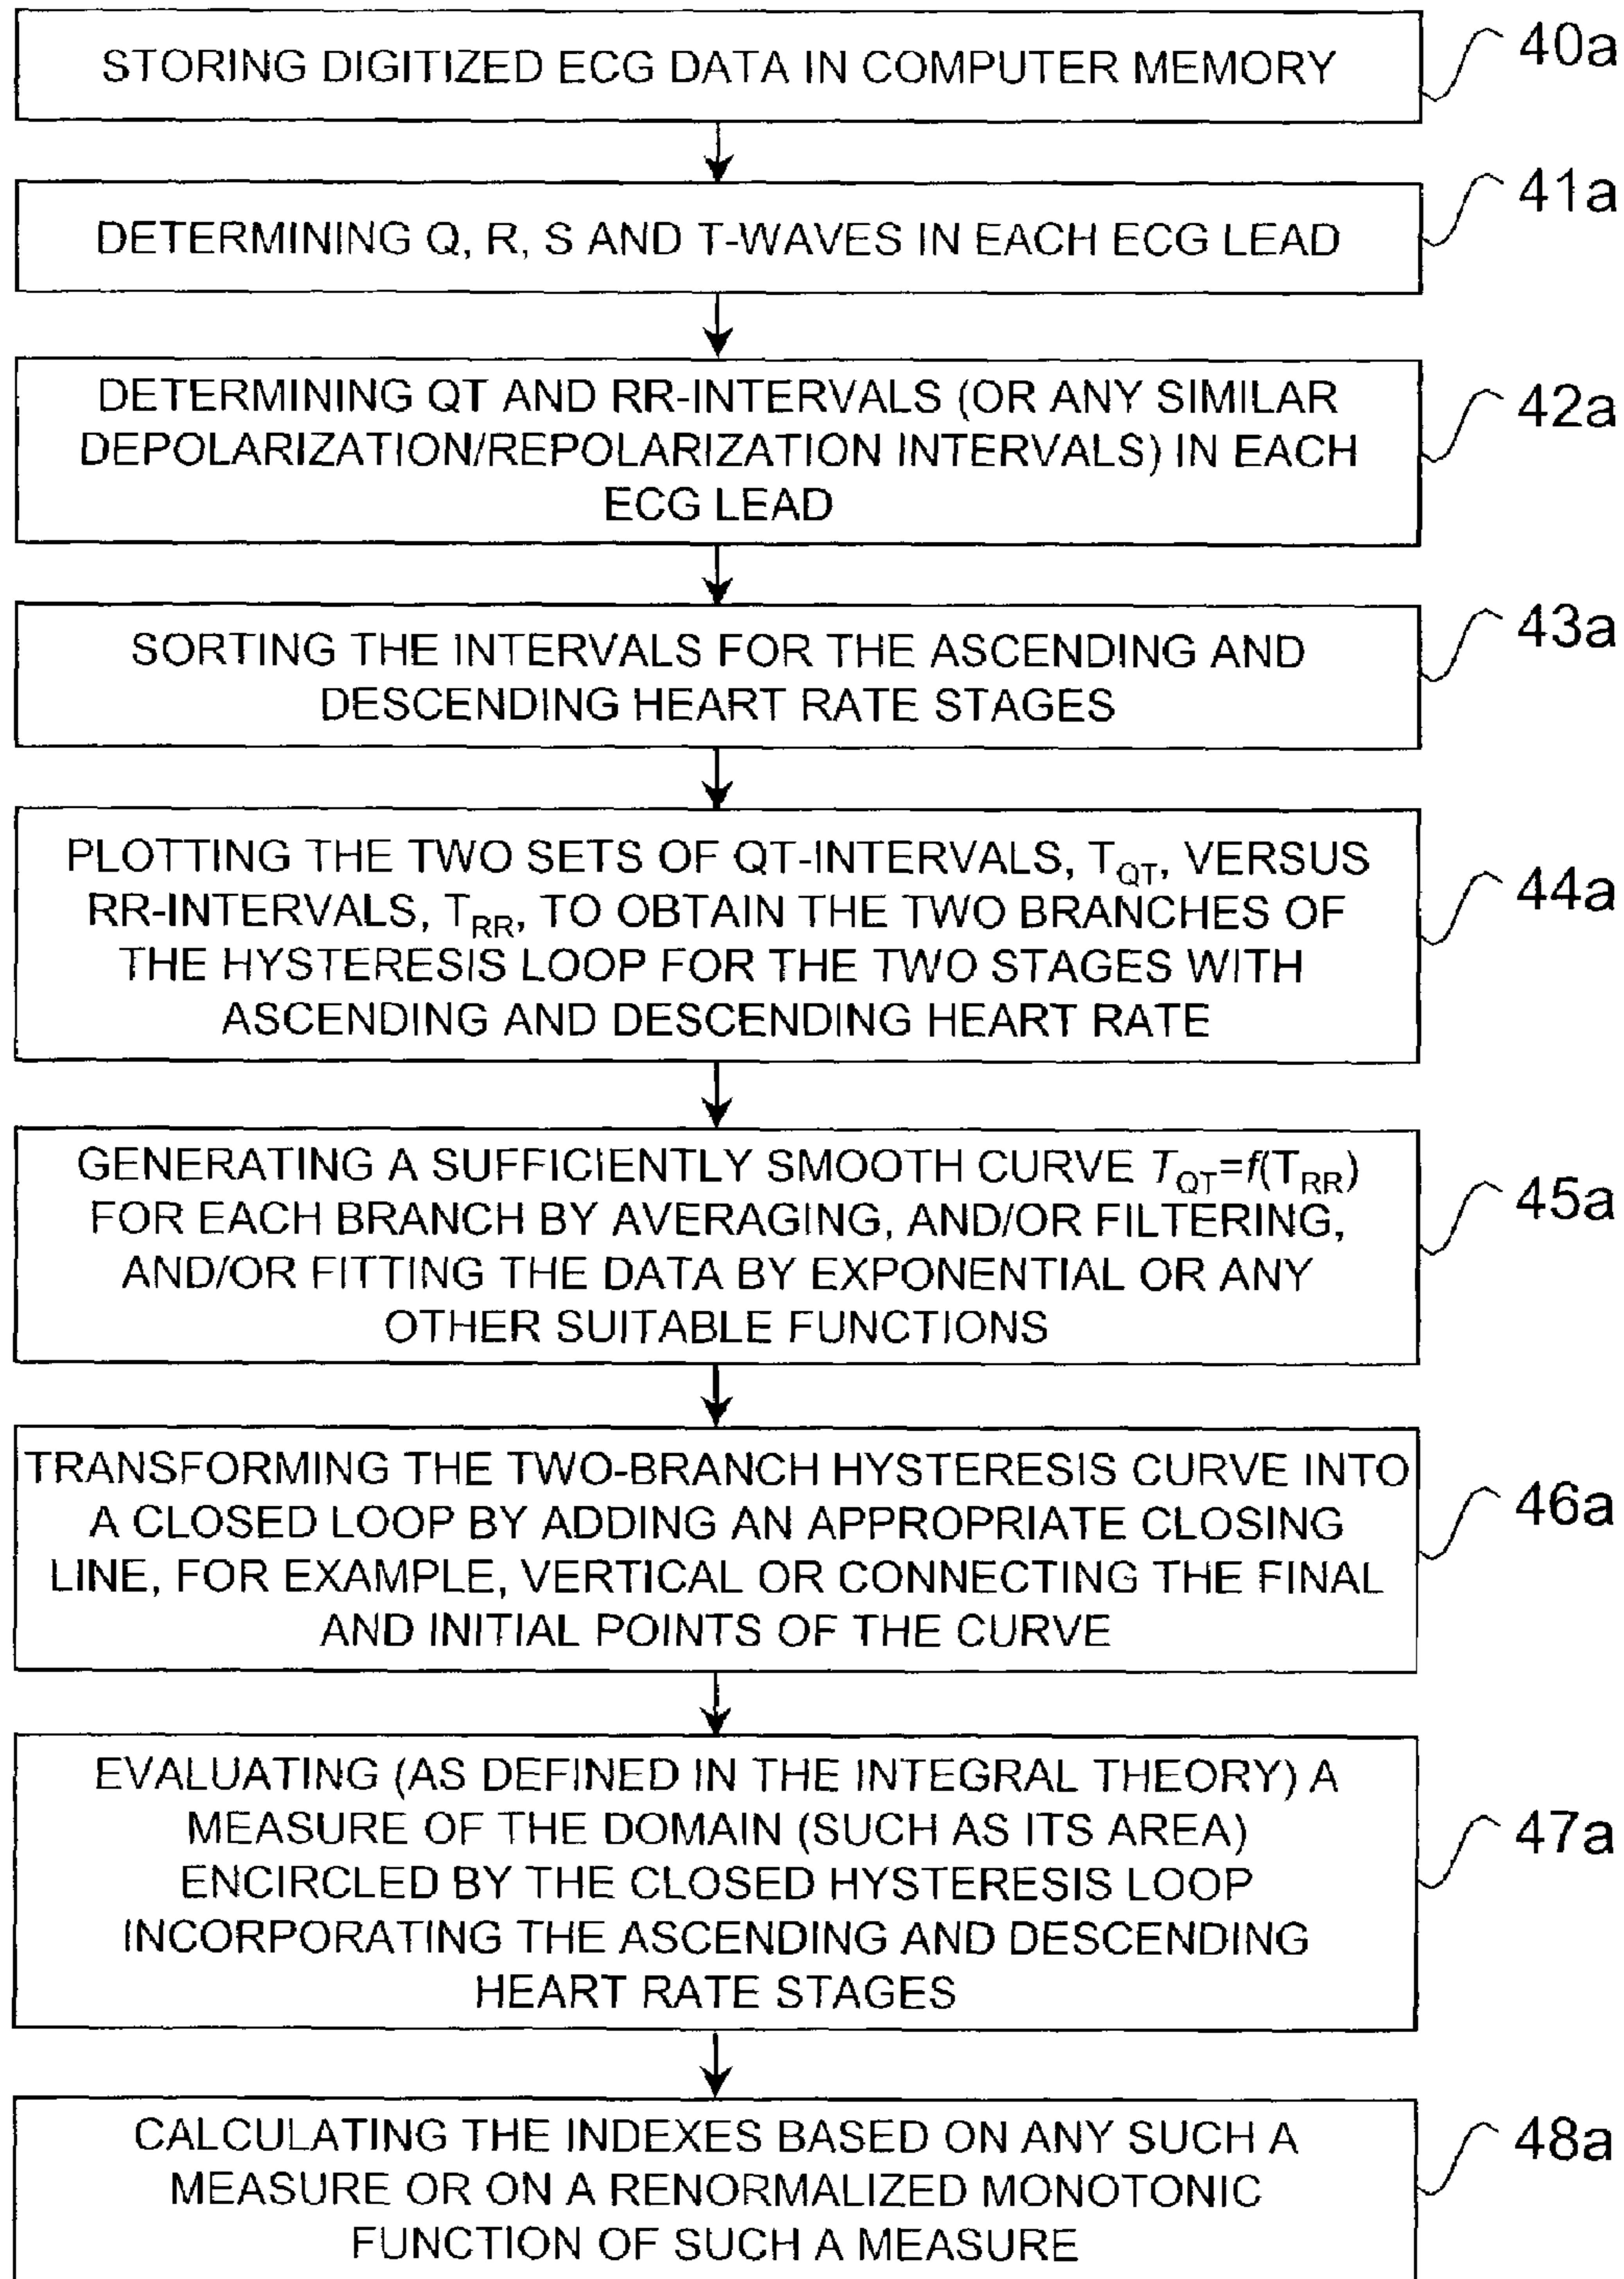 STORING DIGITIZED ECG DATA IN COMPUTER MEMORY
40a
DETERMINING Q, R, S AND T-WAVES IN EACH ECG LEAD
41a
DETERMINING QT AND RR-INTERVALS (OR ANY SIMILAR
DEPOLARIZATION/REPOLARIZATION INTERVALS) IN EACH
ECG LEAD
42a
SORTING THE INTERVALS FOR THE ASCENDING AND
DESCENDING HEART RATE STAGES
43a
PLOTTING THE TWO SETS OF QT-INTERVALS, T_QT, VERSUS
RR-INTERVALS, T_RR, TO OBTAIN THE TWO BRANCHES OF
THE HYSTERESIS LOOP FOR THE TWO STAGES WITH
ASCENDING AND DESCENDING HEART RATE
44a
GENERATING A SUFFICIENTLY SMOOTH CURVE T_QT=f(T_RR)
FOR EACH BRANCH BY AVERAGING, AND/OR FILTERING,
AND/OR FITTING THE DATA BY EXPONENTIAL OR ANY
OTHER SUITABLE FUNCTIONS
45a
TRANSFORMING THE TWO-BRANCH HYSTERESIS CURVE INTO
A CLOSED LOOP BY ADDING AN APPROPRIATE CLOSING
LINE, FOR EXAMPLE, VERTICAL OR CONNECTING THE FINAL
AND INITIAL POINTS OF THE CURVE
46a
EVALUATING (AS DEFINED IN THE INTEGRAL THEORY) A
MEASURE OF THE DOMAIN (SUCH AS ITS AREA)
ENCIRCLED BY THE CLOSED HYSTERESIS LOOP
INCORPORATING THE ASCENDING AND DESCENDING
HEART RATE STAGES
47a
CALCULATING THE INDEXES BASED ON ANY SUCH A
MEASURE OR ON A RENORMALIZED MONOTONIC
FUNCTION OF SUCH A MEASURE
48a